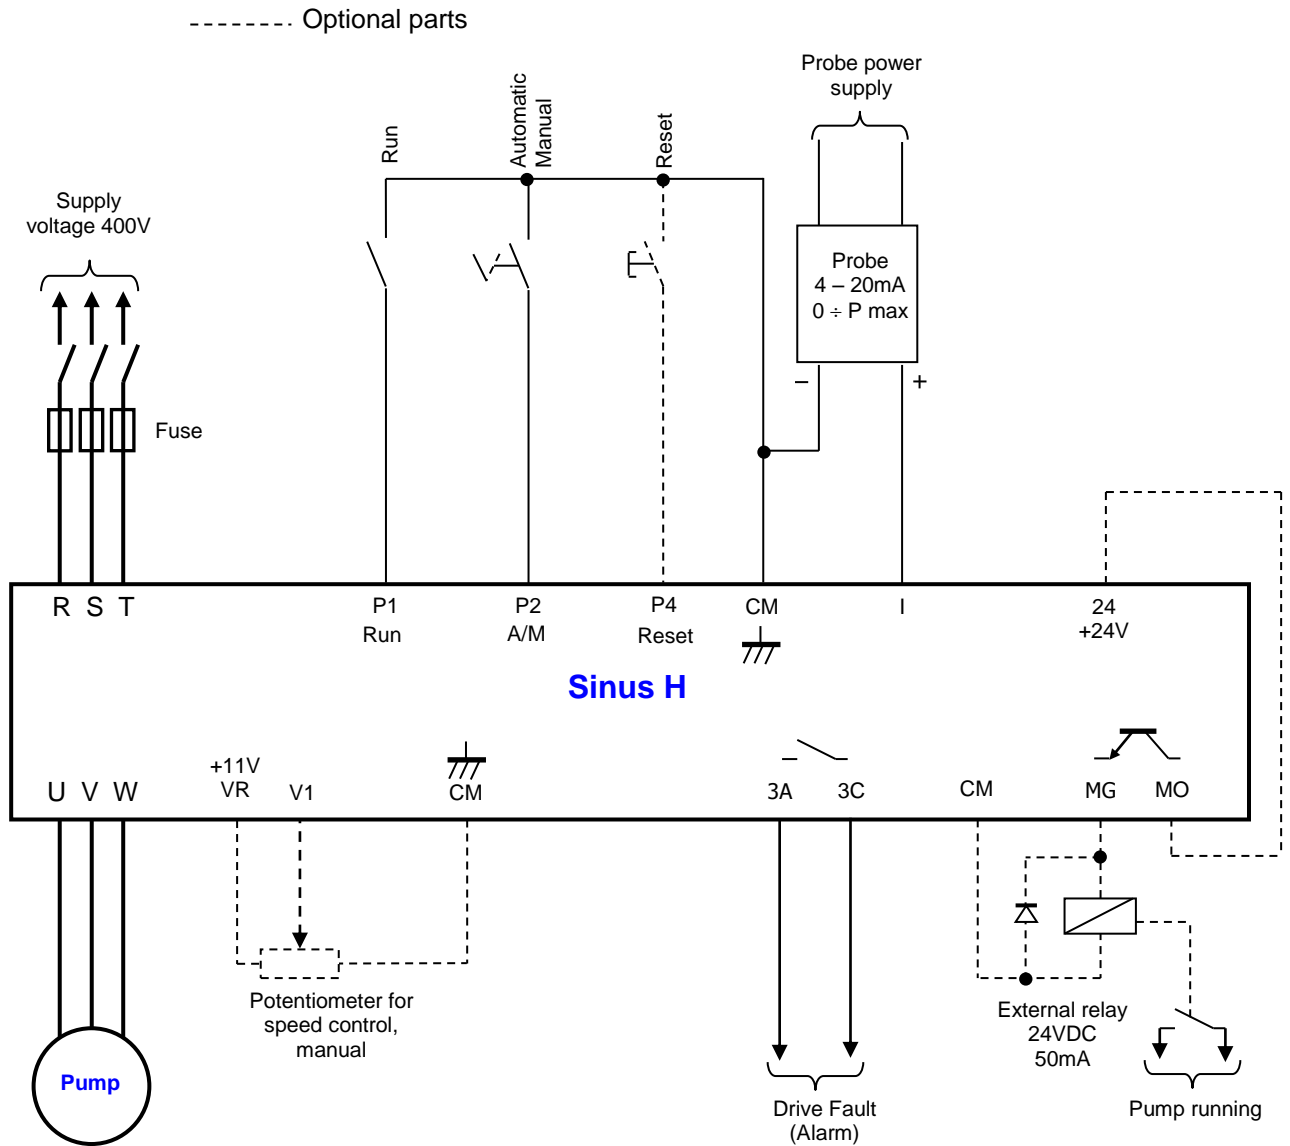 Optional parts
Probe power
supply
Run
Automatic
Manual
Reset
Supply
voltage 400V
Probe
4 – 20mA
0 ÷ P max
– +
Fuse
R S T
P1
Run
P2
A/M
P4
Reset
CM
I
24
+24V
Sinus H
U V W
+11V
VR
V1
CM
3A
3C
CM
MG
MO
Potentiometer for
speed control,
manual
External relay
24VDC
50mA
Pump
Drive Fault
(Alarm)
Pump running